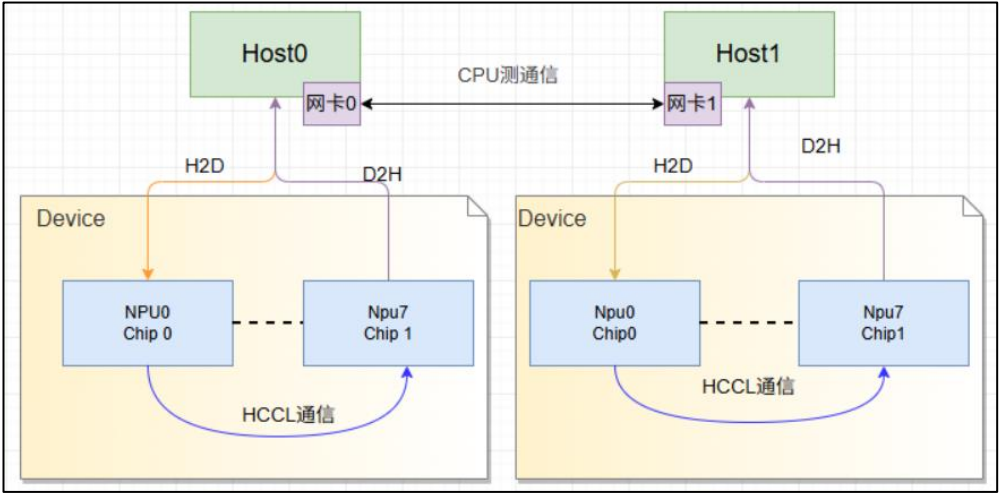 Host0
Host1
CPU测通信
网卡0
网卡1
H2D
D2H
H2D
D2H
Device
Device
NPU0
Chip 0
Npu7
Chip 1
Npu0
Chip0
Npu7
Chip1
HCCL通信
HCCL通信